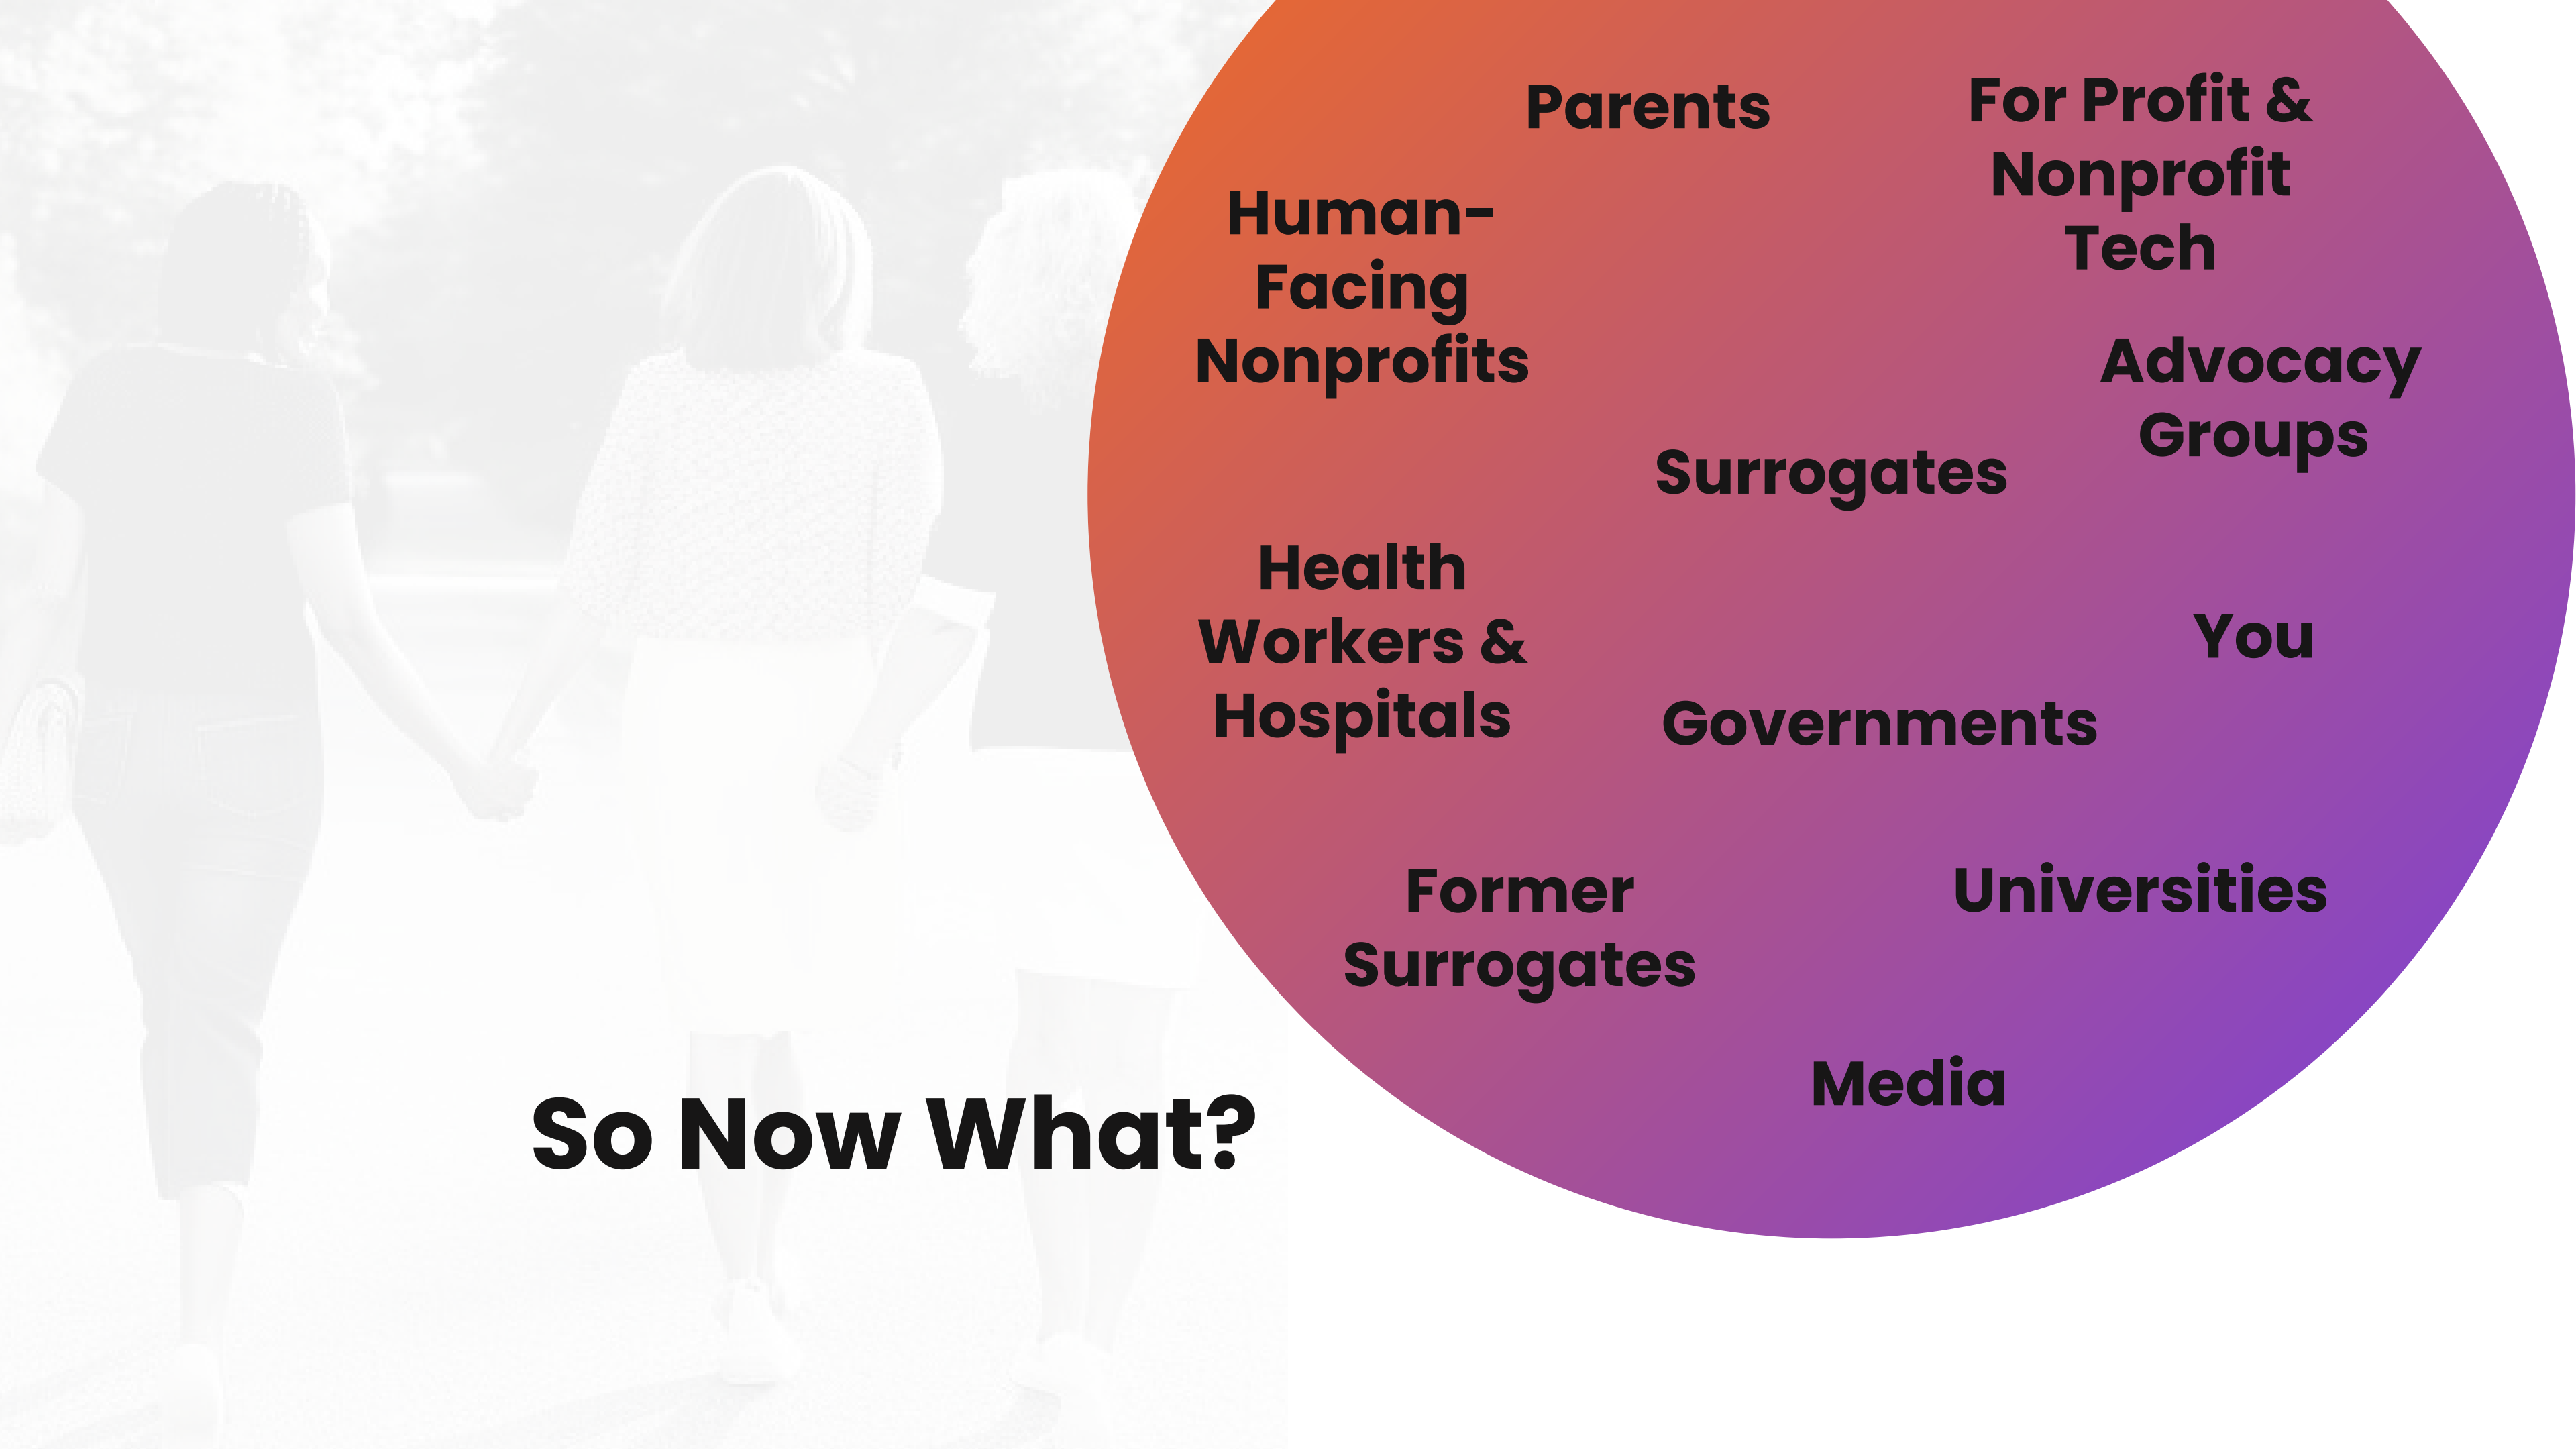 Parents
For Profit &
Nonprofit
Tech
Human-
Facing
Nonprofits
Advocacy
Groups
Surrogates
Health
Workers &
Hospitals
You
Governments
Former
Surrogates
Universities
Media
So Now What?